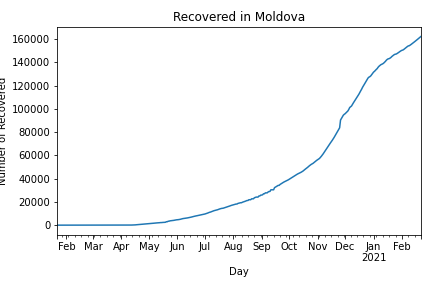 Recovered in Moldova
Number of Recovered
160000
140000
120000
100000
80000
60000
40000
20000
0
Feb Mar Apr May Jun Jul Aug Sep Oct Nov Dec Jan Feb
2021
Day